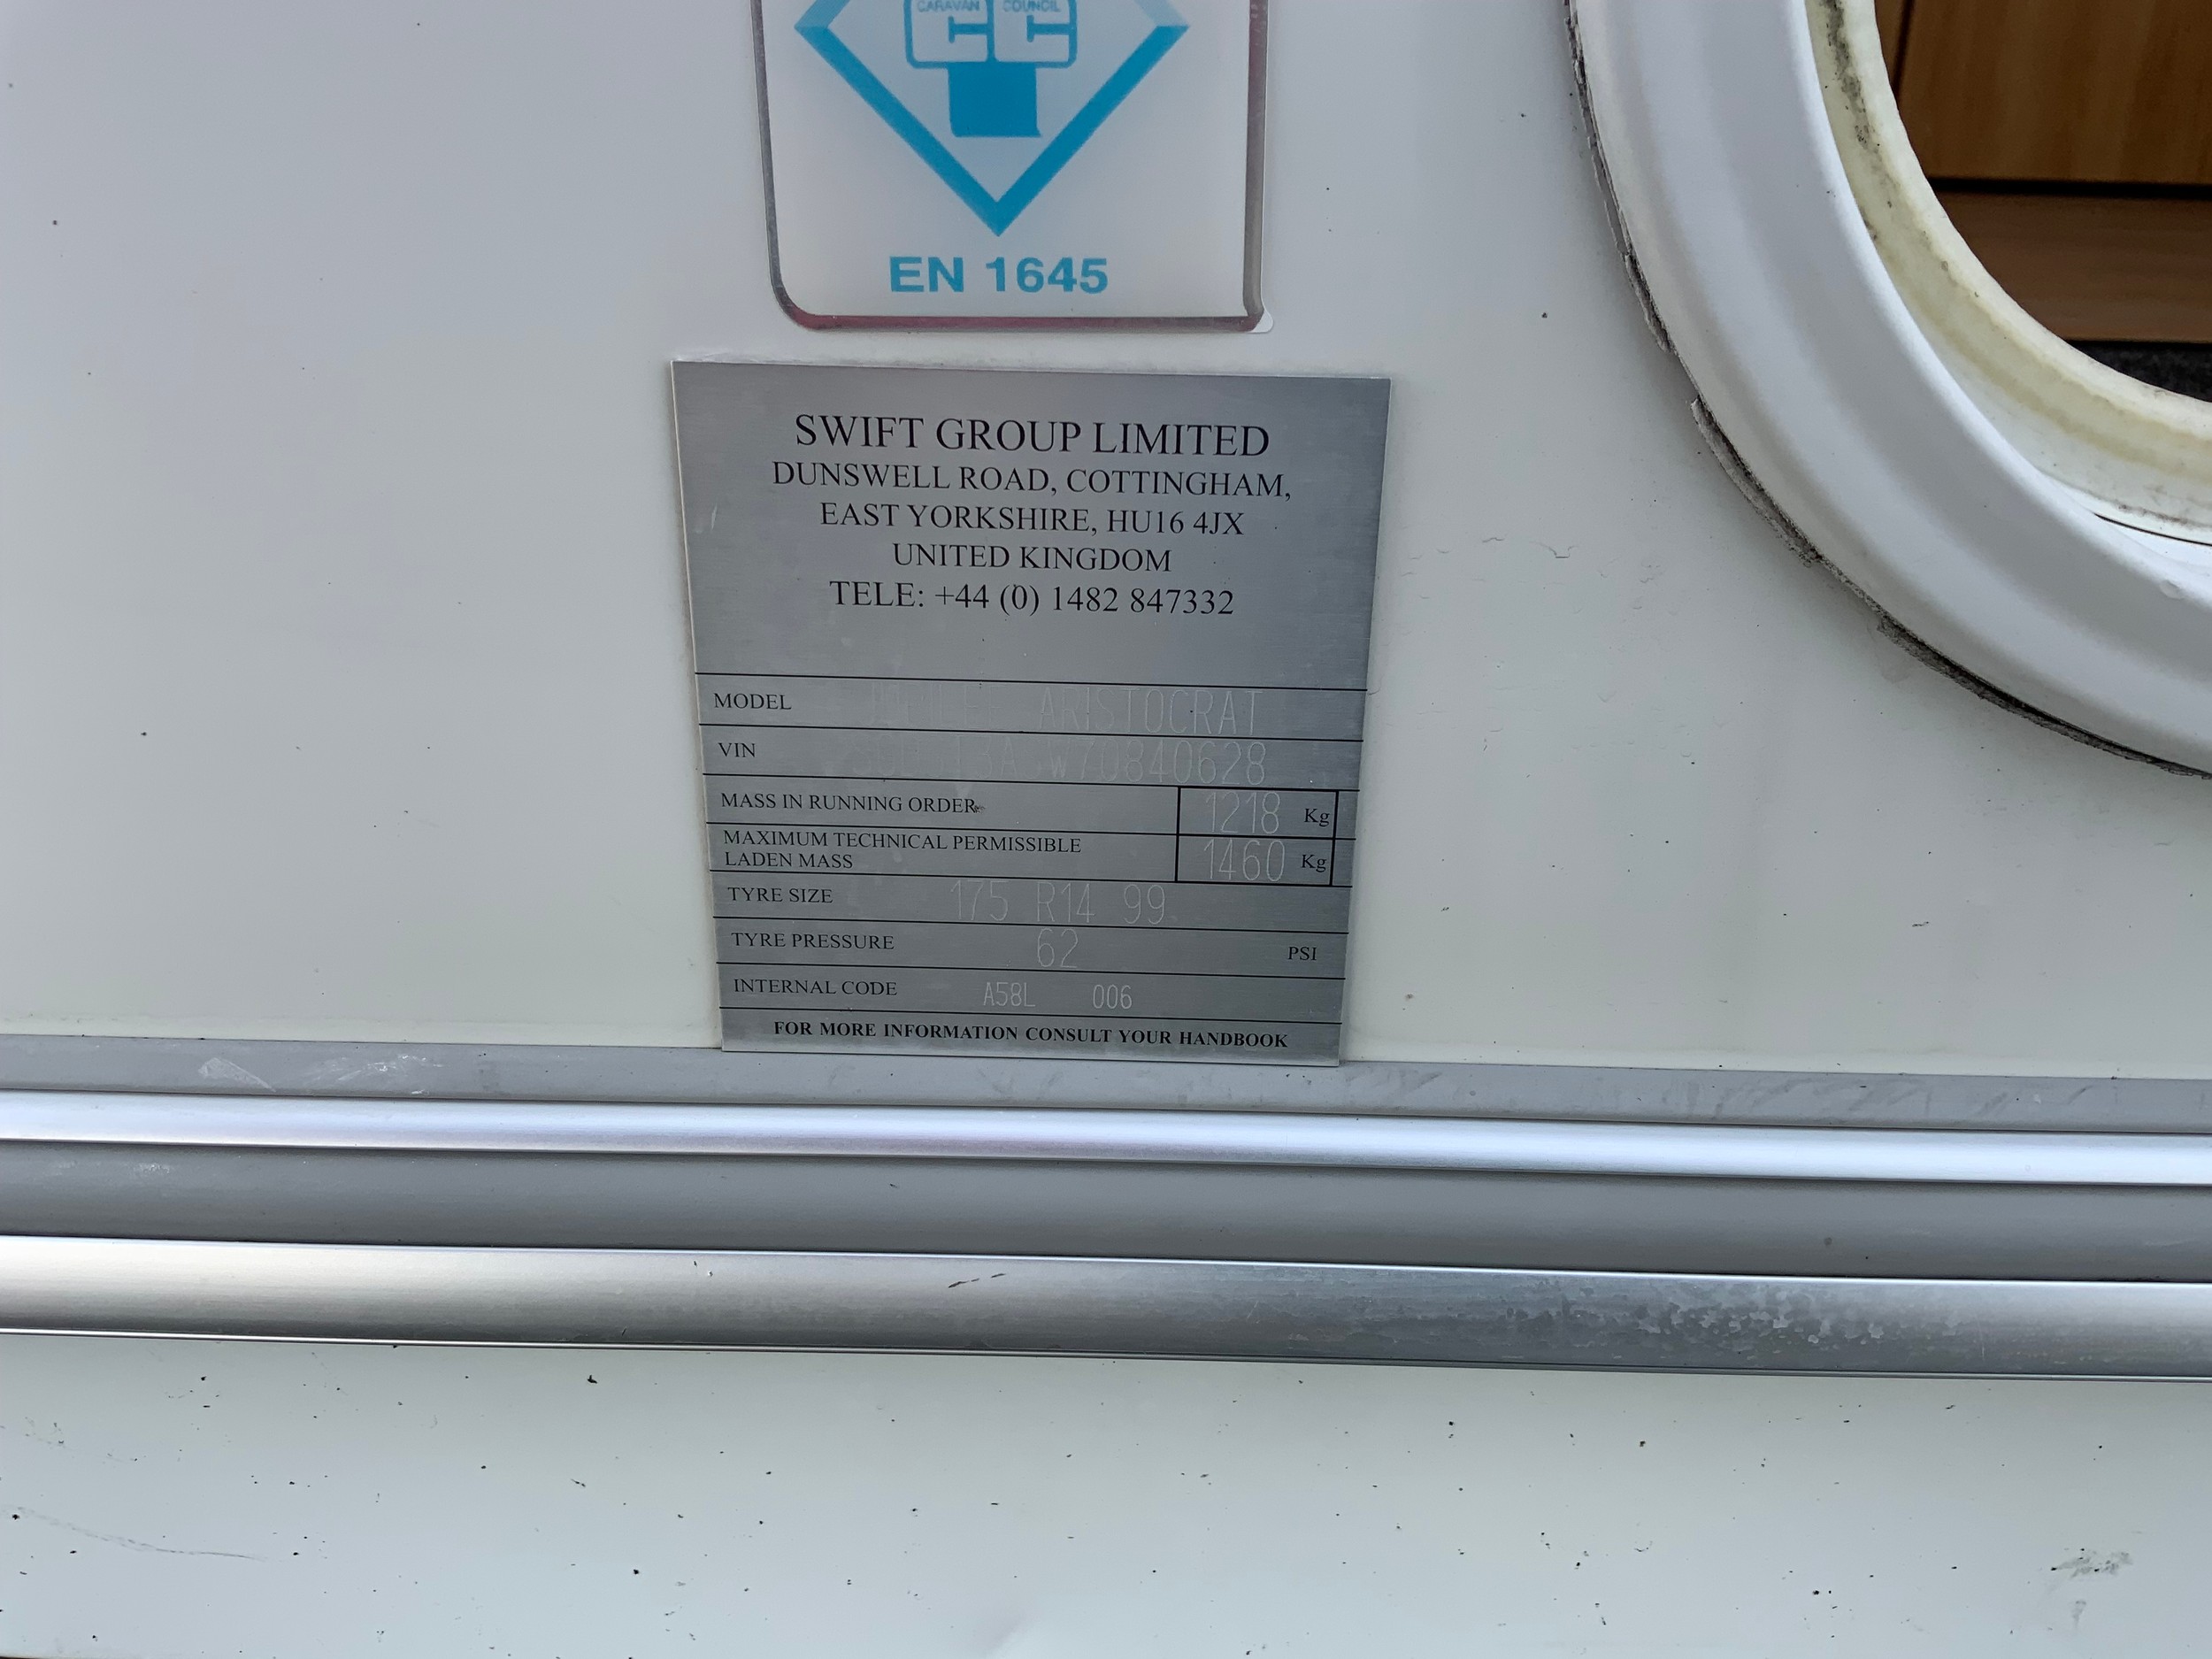 CARAVAN COUNCIL
CC
EN 1645
SWIFT GROUP LIMITED
DUNSWELL ROAD, COTTINGHAM,
EAST YORKSHIRE, HU16 4JX
UNITED KINGDOM
TELE: +44 (0) 1482 847332
MODEL ARISTOCRAT
VIN
MASS IN RUNNING ORDER 1218 Kg
MAXIMUM TECHNICAL PERMISSIBLE
LADEN MASS 1460 Kg
TYRE SIZE 175 R14 99
TYRE PRESSURE 62 PSI
INTERNAL CODE A58L 006
FOR MORE INFORMATION CONSULT YOUR HANDBOOK